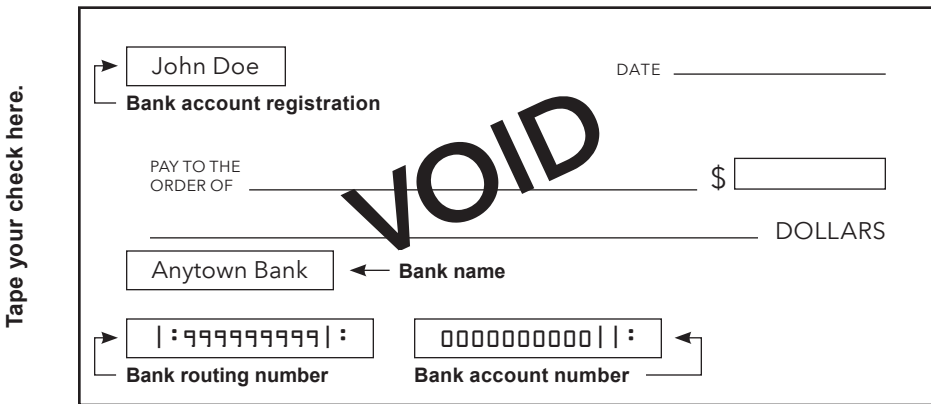 Tape your check here.
John Doe
DATE
Bank account registration
VOID
PAY TO THE
ORDER OF
$
DOLLARS
Anytown Bank
Bank name
|:999999999|:
0000000000||:
Bank routing number
Bank account number